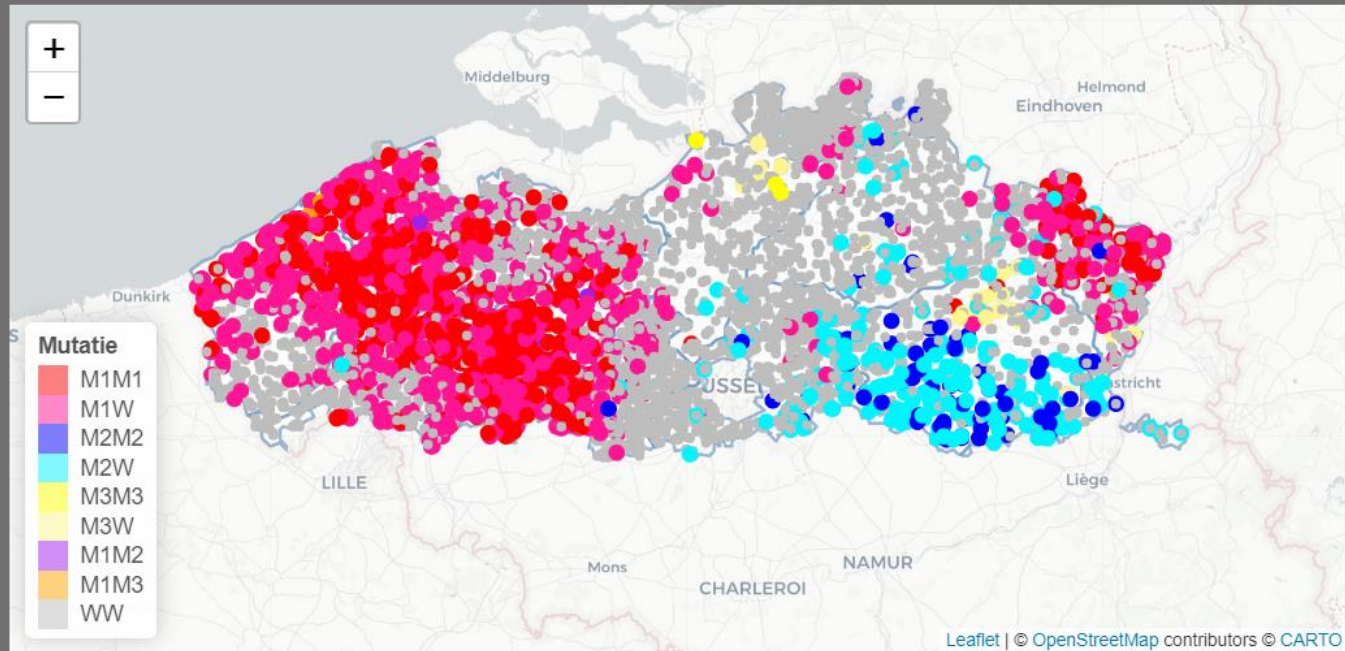 +
Middelburg
Helmond
Eindhoven
−
Dunkirk
Mutatie
M1M1
M1W
M2M2
M2W
M3M3
M3W
M1M2
M1M3
WW
LILLE
Liège
Mons
NAMUR
CHARLEROI
Leaflet | © OpenStreetMap contributors © CARTO